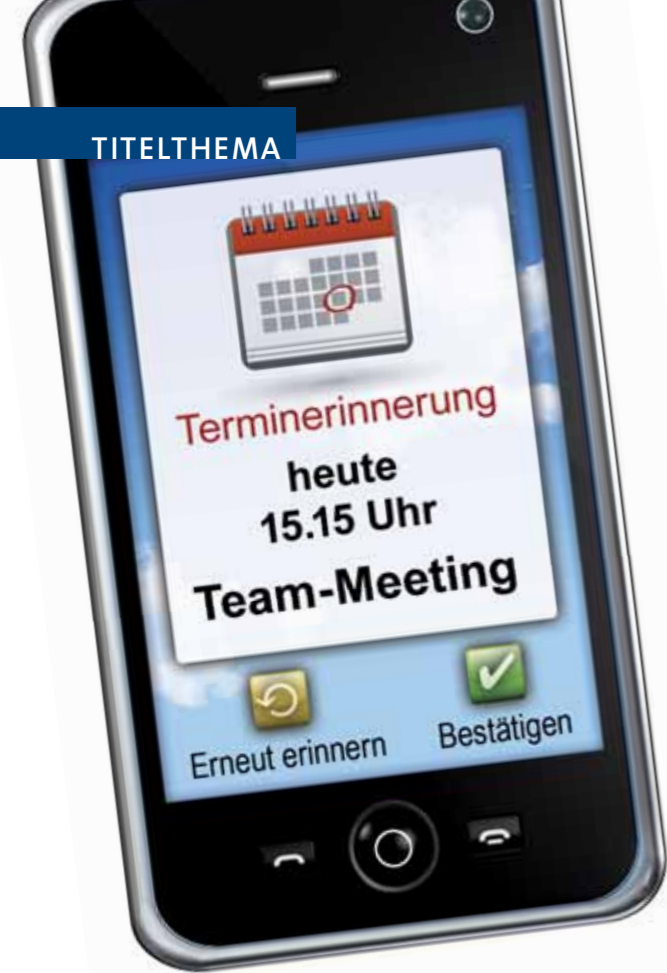 TITELTHEMA
Terminerinnerung
heute
15.15 Uhr
Team-Meeting
Erneut erinnern
Bestätigen